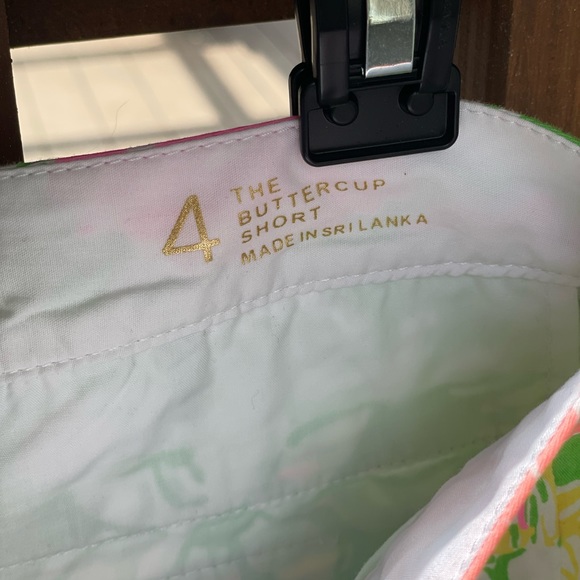 4
THE
BUTTERCUP
SHORT
MADE IN SRI LANKA